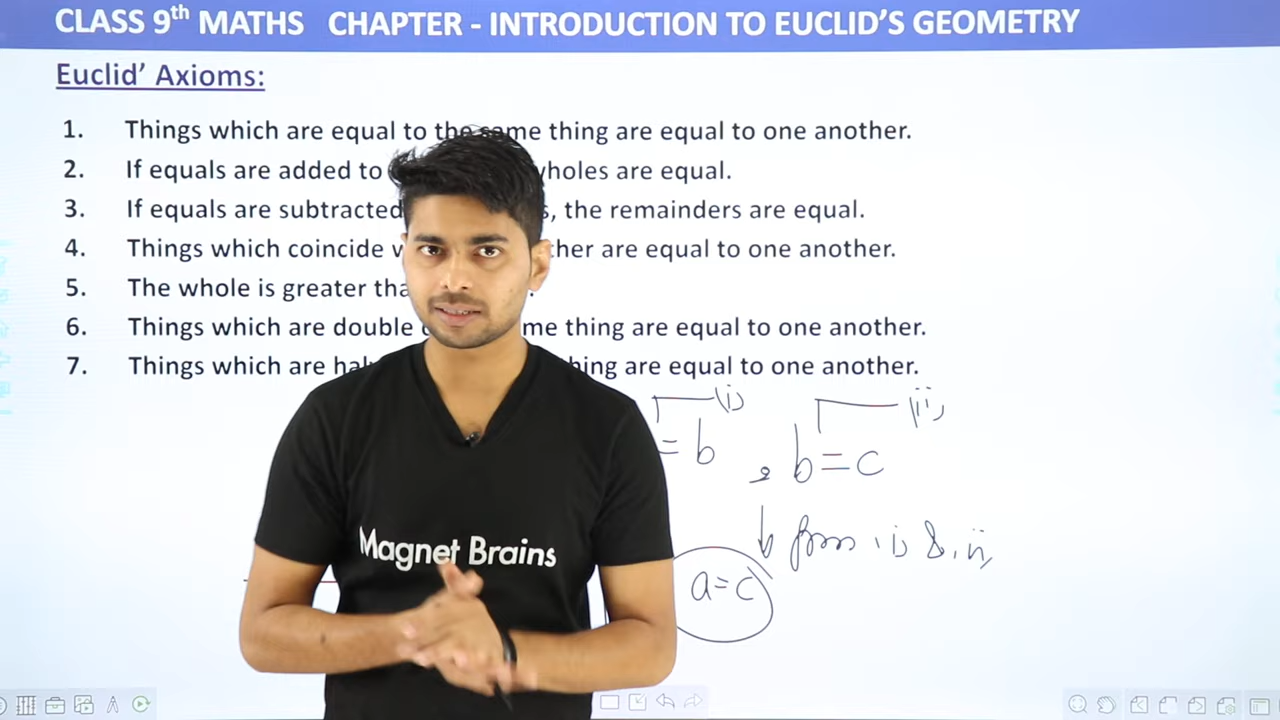 CLASS 9th MATHS CHAPTER - INTRODUCTION TO EUCLID'S GEOMETRY
Euclid' Axioms:
1. Things which are equal to the same thing are equal to one another.
2. If equals are added to wholes are equal.
3. If equals are subtracted , the remainders are equal.
4. Things which coincide are equal to one another.
5. The whole is greater
6. Things which are double thing are equal to one another.
7. Things which are are equal to one another.
(i) (ii)
= b , b = c
from (i) & (ii)
a = c
Magnet Brains